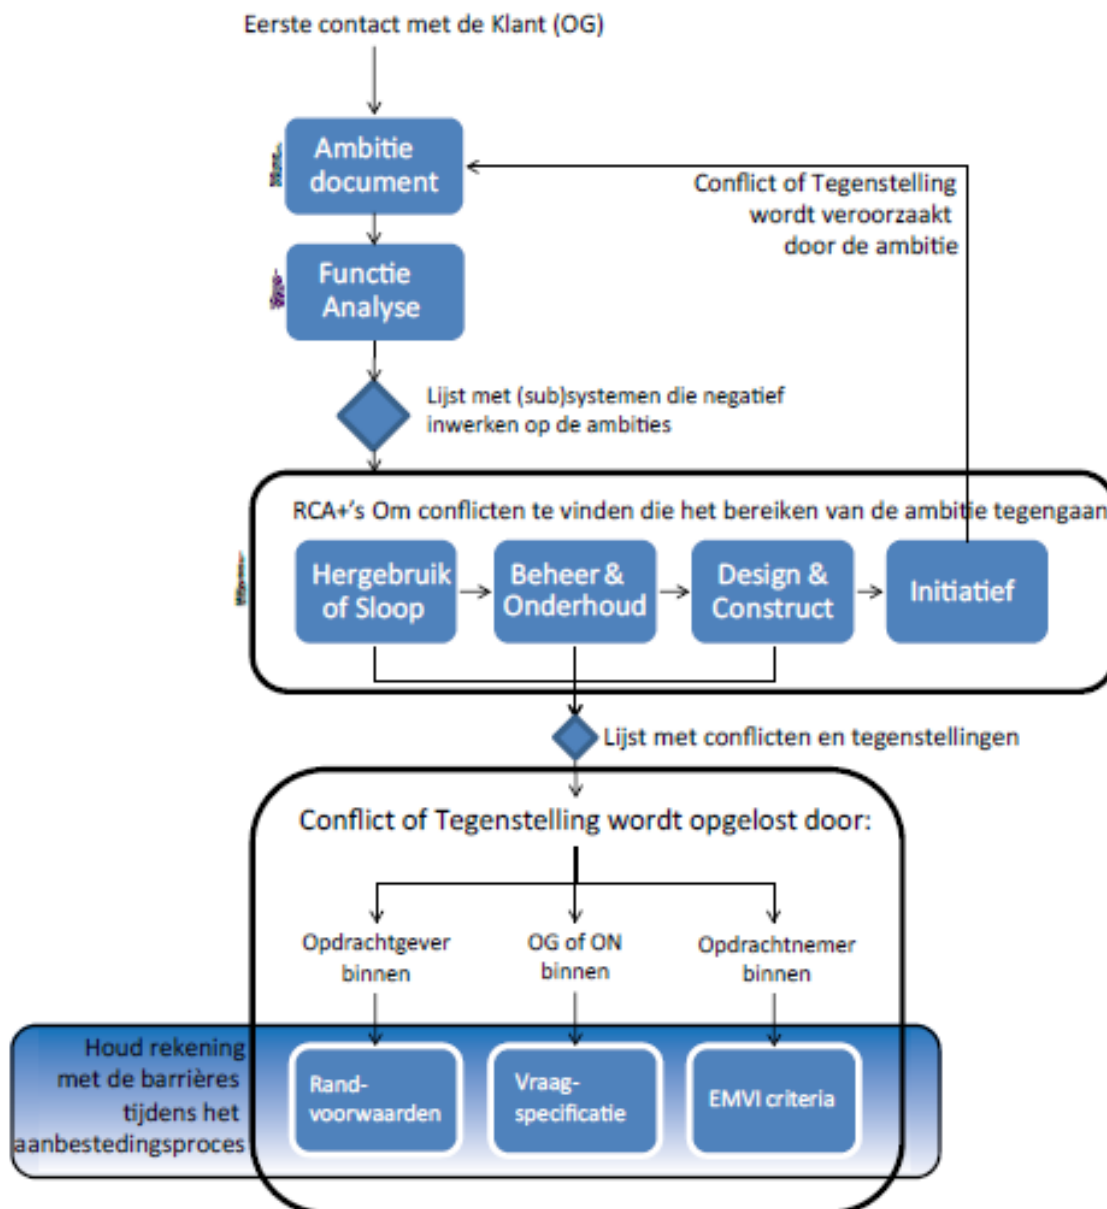 Eerste contact met de Klant (OG)
Ambitie
document
Conflict of Tegenstelling
wordt veroorzaakt
door de ambitie
Functie
Analyse
Lijst met (sub)systemen die negatief
inwerken op de ambities
RCA+'s Om conflicten te vinden die het bereiken van de ambitie tegengaan
Hergebruik
of Sloop
Beheer &
Onderhoud
Design &
Construct
Initiatief
Lijst met conflicten en tegenstellingen
Conflict of Tegenstelling wordt opgelost door:
Opdrachtgever
binnen
OG of ON
binnen
Opdrachtnemer
binnen
Houd rekening
met de barrières
tijdens het
aanbestedingsproces
Rand-
voorwaarden
Vraag-
specificatie
EMVI criteria